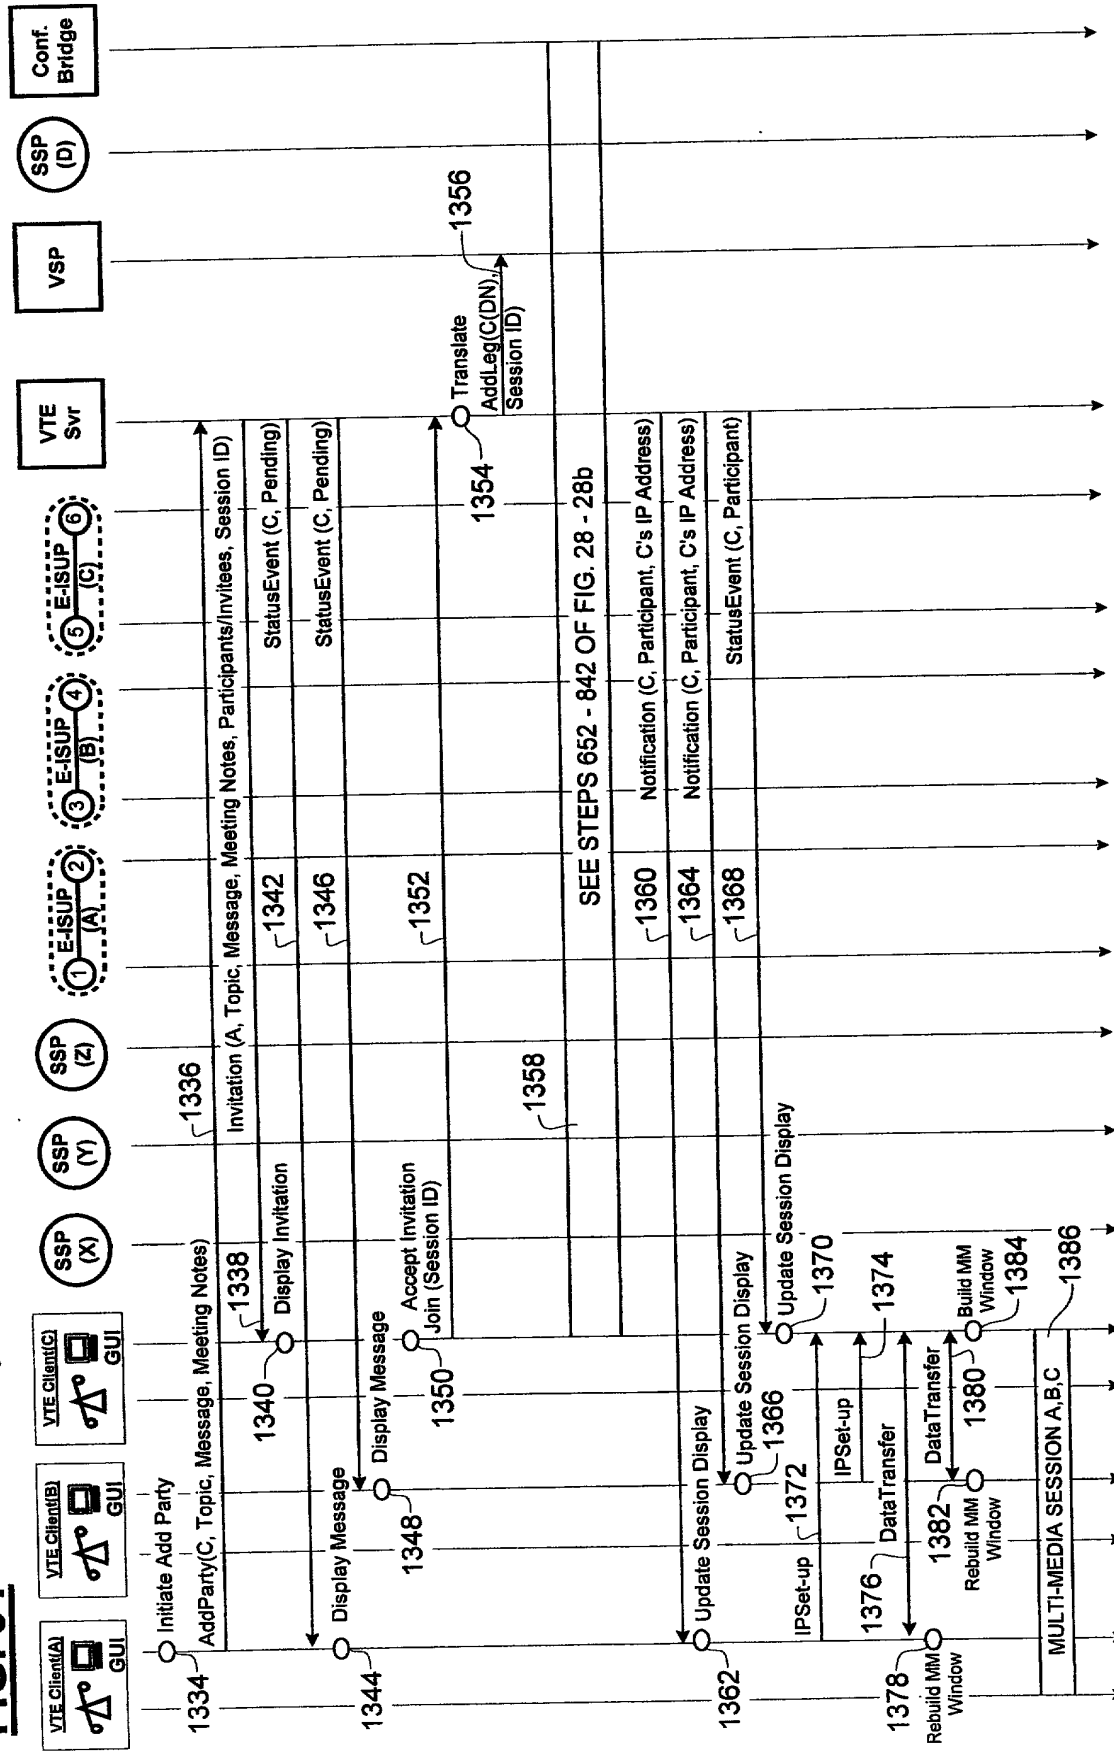 VTE Client(A)
GUI
VTE Client(B)
GUI
VTE Client(C)
GUI
SSP
(X)
SSP
(Y)
SSP
(Z)
1
E-ISUP
(A)
2
3
E-ISUP
(B)
4
5
E-ISUP
(C)
6
VTE
Svr
VSP
SSP
(D)
Conf.
Bridge
Initiate Add Party
1334
AddParty(C, Topic, Message, Meeting Notes)
1336
Invitation (A, Topic, Message, Meeting Notes, Participants/Invitees, Session ID)
1338
Display Invitation
1340
StatusEvent (C, Pending)
1342
Display Message
1344
StatusEvent (C, Pending)
1346
Display Message
1348
Accept Invitation
Join (Session ID)
1350
1352
Translate
1354
AddLeg(C(DN),
Session ID)
1356
1358
SEE STEPS 652 - 842 OF FIG. 28 - 28b
1360
Notification (C, Participant, C's IP Address)
Update Session Display
1362
1364
Notification (C, Participant, C's IP Address)
Update Session Display
1366
1368
StatusEvent (C, Participant)
Update Session Display
1370
IPSet-up
1372
IPSet-up
1374
DataTransfer
1376
Rebuild MM
Window
1378
DataTransfer
1380
Rebuild MM
Window
1382
Build MM
Window
1384
MULTI-MEDIA SESSION A,B,C
1386